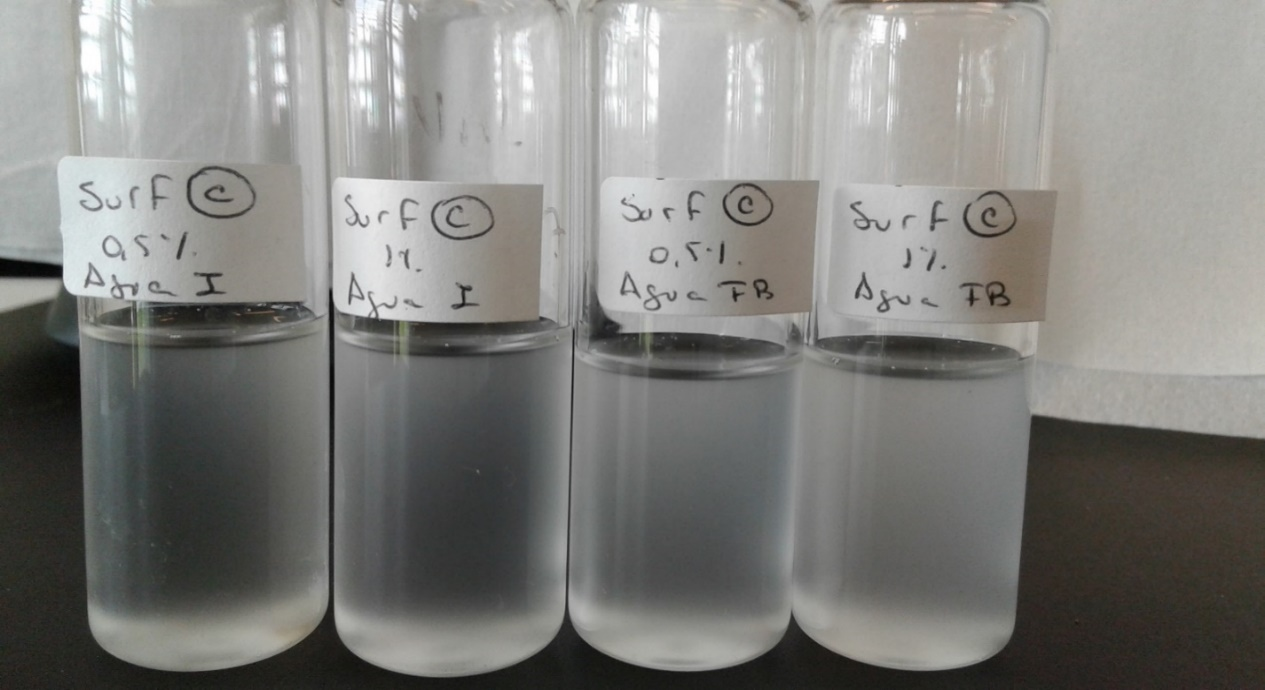 Surf C
0,5%
Agua I
Surf C
1%
Agua I
Surf C
0,5%
Agua FB
Surf C
1%
Agua FB